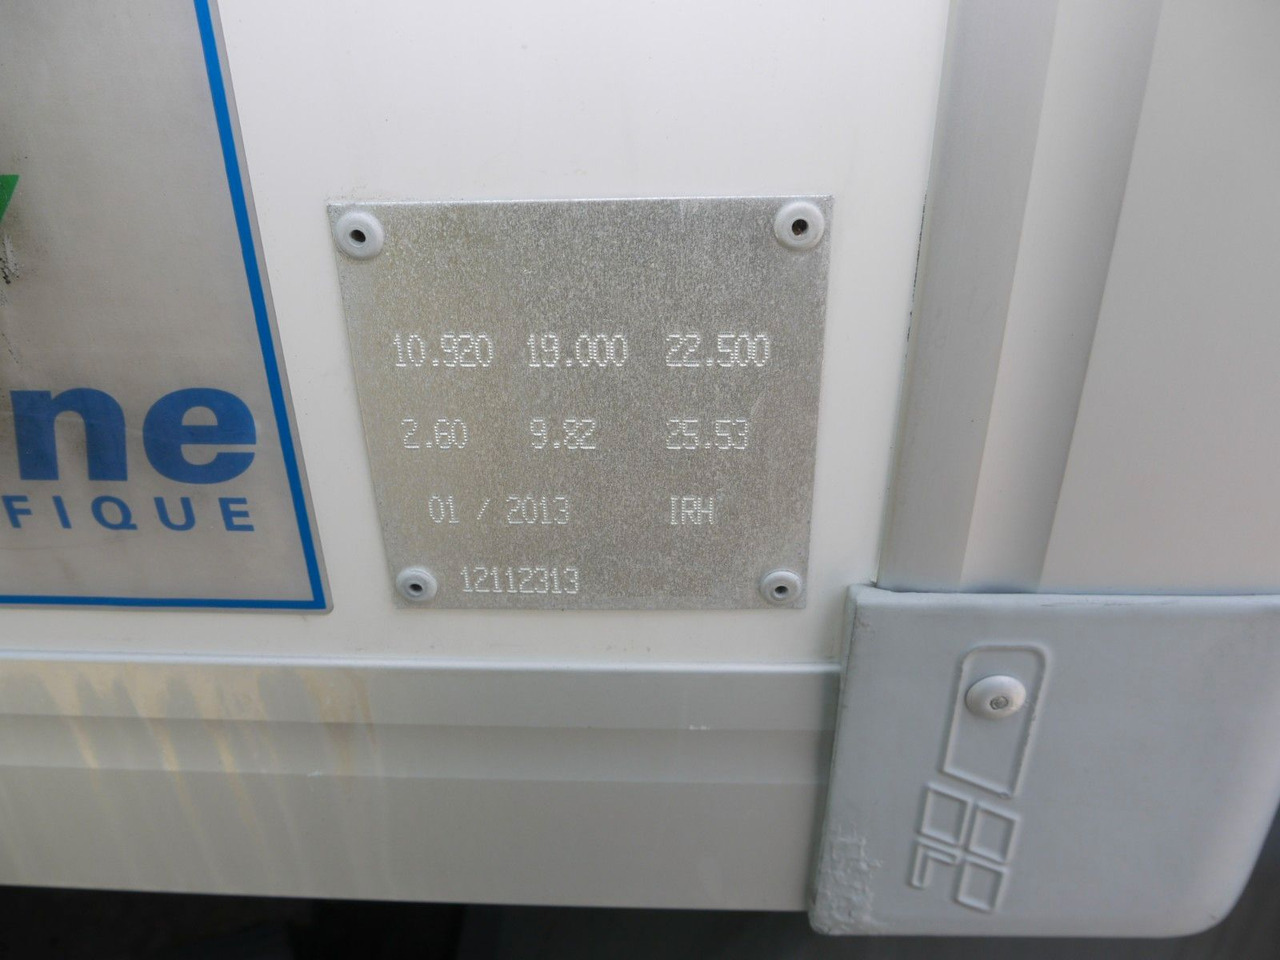 10.920 19.000 22.500
2.60 9.82 25.53
01 / 2013 IRH
12112313
ne
FIQUE